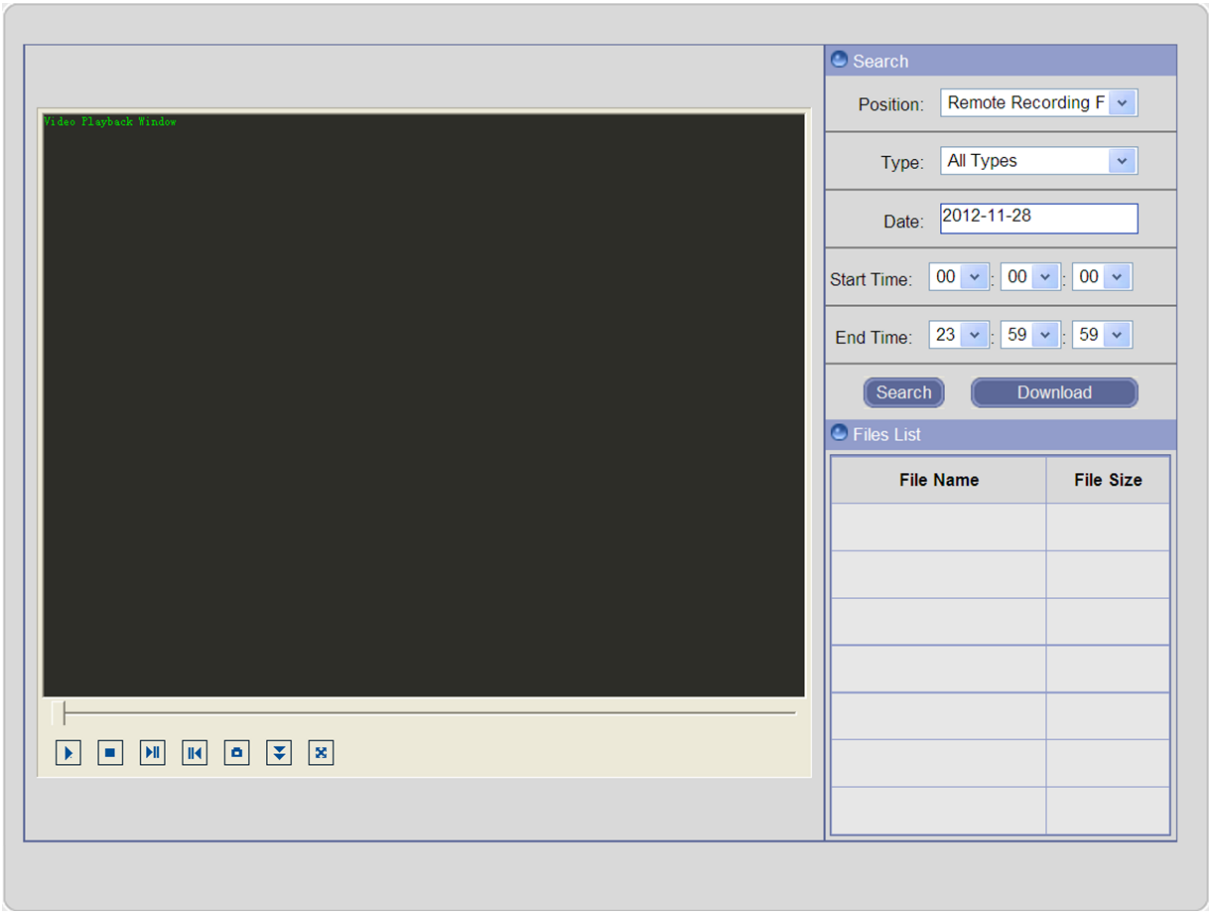 Video Playback Window
Search
Position: Remote Recording F
Type: All Types
Date: 2012-11-28
Start Time: 00 : 00 : 00
End Time: 23 : 59 : 59
Search Download
Files List
File Name File Size